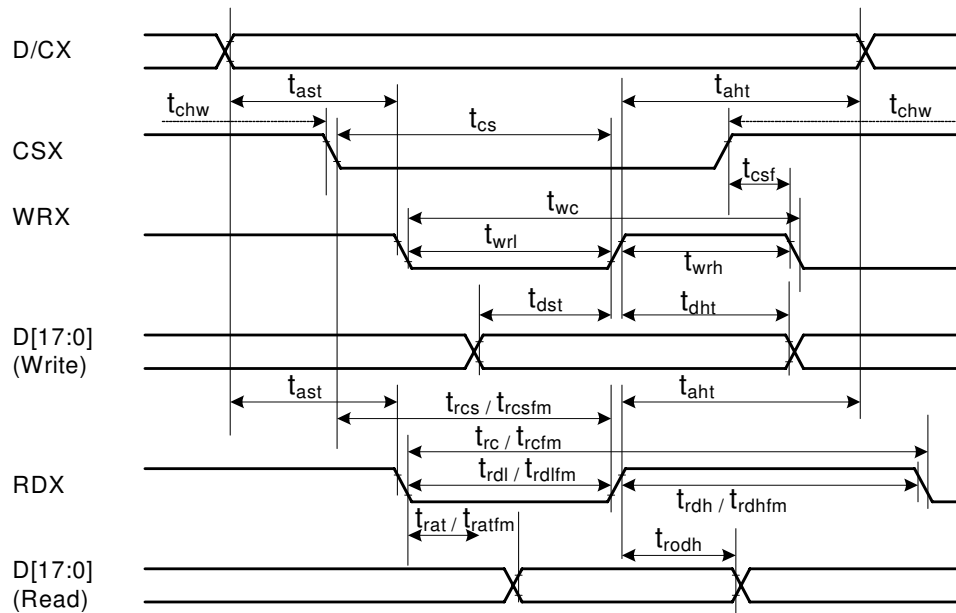 D/CX
tast
taht
tchw
tchw
tcs
CSX
tcsf
WRX
twc
twrl
twrh
tdst
tdht
D[17:0]
(Write)
tast
taht
trcs / trcsfm
trc / trcfm
RDX
trdl / trdlfm
trdh / trdhfm
trat / tratfm
trodh
D[17:0]
(Read)